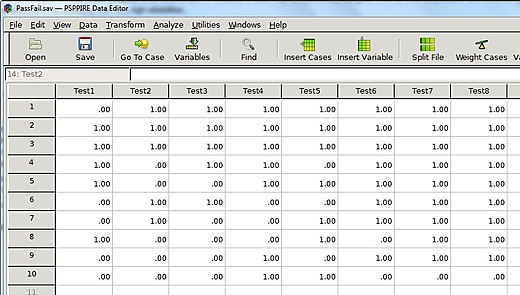 PassFail.sav — PSPPIRE Data Editor
File Edit View Data Transform Analyze Utilities Windows Help
Open Save Go To Case Variables Find Insert Cases Insert Variable Split File Weight Cases
14: Test2
Test1 Test2 Test3 Test4 Test5 Test6 Test7 Test8
1 .00 1.00 1.00 1.00 1.00 1.00 1.00 1.00
2 1.00 1.00 1.00 1.00 1.00 1.00 1.00 1.00
3 1.00 1.00 1.00 1.00 1.00 1.00 1.00 1.00
4 1.00 .00 1.00 .00 .00 1.00 1.00 1.00
5 1.00 .00 .00 1.00 1.00 .00 1.00 1.00
6 .00 1.00 1.00 .00 .00 .00 1.00 1.00
7 .00 1.00 1.00 .00 .00 1.00 1.00 1.00
8 1.00 .00 .00 .00 1.00 .00 1.00 1.00
9 .00 .00 .00 1.00 .00 1.00 1.00 1.00
10 .00 .00 .00 1.00 1.00 .00 .00 .00
11